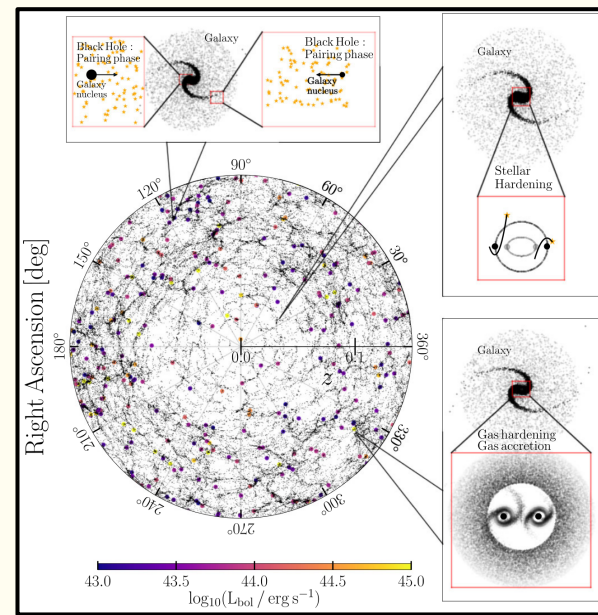 Black Hole :
Pairing phase
Galaxy
nucleus
Galaxy
Black Hole :
Pairing phase
Galaxy
nucleus
Galaxy
Stellar
Hardening
Galaxy
Gas hardening
Gas accretion
Right Ascension [deg]
90°
120°
60°
150°
30°
180°
0.0
0.1
z
360°
210°
330°
240°
300°
270°
43.0
43.5
44.0
44.5
45.0
log₁₀(L_bol / erg s⁻¹)